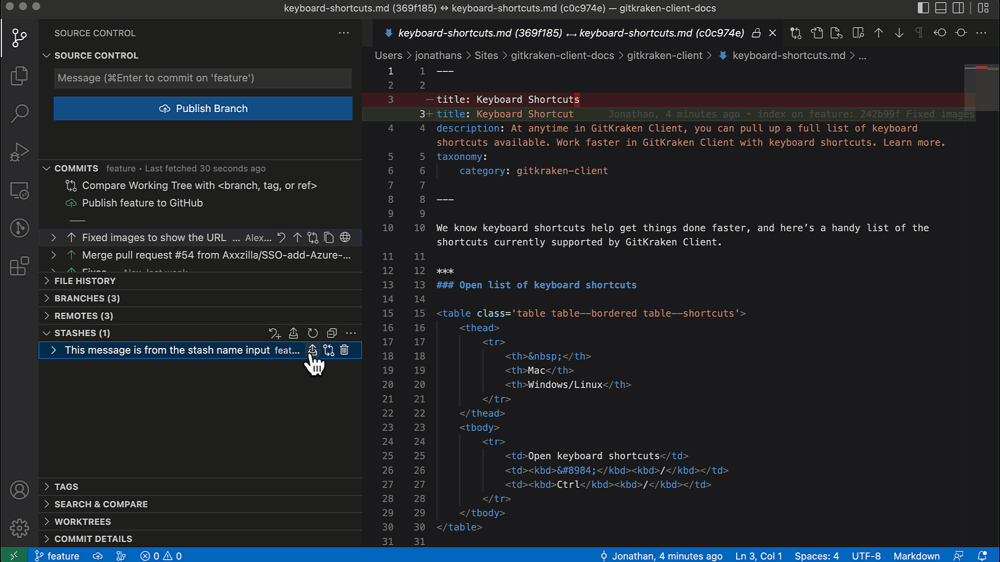 keyboard-shortcuts.md (369f185) ↔ keyboard-shortcuts.md (c0c974e) — gitkraken-client-docs
SOURCE CONTROL
SOURCE CONTROL
Message (⌘Enter to commit on 'feature')
Publish Branch
COMMITS feature • Last fetched 30 seconds ago
Compare Working Tree with <branch, tag, or ref>
Publish feature to GitHub
Fixed images to show the URL ... Alex...
Merge pull request #54 from Axxzilla/SSO-add-Azure-...
Fixes Alex, last week
FILE HISTORY
BRANCHES (3)
REMOTES (3)
STASHES (1)
This message is from the stash name input feat...
TAGS
SEARCH & COMPARE
WORKTREES
COMMIT DETAILS
keyboard-shortcuts.md (369f185) ↔ keyboard-shortcuts.md (c0c974e)
Users > jonathans > Sites > gitkraken-client-docs > gitkraken-client > keyboard-shortcuts.md > ...
1 1 ---
2 2
3 — title: Keyboard Shortcuts
3+ title: Keyboard Shortcut Jonathan, 4 minutes ago • index on feature: 242b99f Fixed images
4 4 description: At anytime in GitKraken Client, you can pull up a full list of keyboard
shortcuts available. Work faster in GitKraken Client with keyboard shortcuts. Learn more.
5 5 taxonomy:
6 6 category: gitkraken-client
7 7
8 8 ---
9 9
10 10 We know keyboard shortcuts help get things done faster, and here's a handy list of the
shortcuts currently supported by GitKraken Client.
11 11
12 12 ***
13 13 ### Open list of keyboard shortcuts
14 14
15 15 <table class='table table--bordered table--shortcuts'>
16 16 <thead>
17 17 <tr>
18 18 <th>&nbsp;</th>
19 19 <th>Mac</th>
20 20 <th>Windows/Linux</th>
21 21 </tr>
22 22 </thead>
23 23 <tbody>
24 24 <tr>
25 25 <td>Open keyboard shortcuts</td>
26 26 <td><kbd>&#8984;</kbd><kbd>/</kbd></td>
27 27 <td><kbd>Ctrl</kbd><kbd>/</kbd></td>
28 28 </tr>
29 29 </tbody>
30 30 </table>
31 31
feature 0 0 Jonathan, 4 minutes ago Ln 3, Col 1 Spaces: 4 UTF-8 Markdown